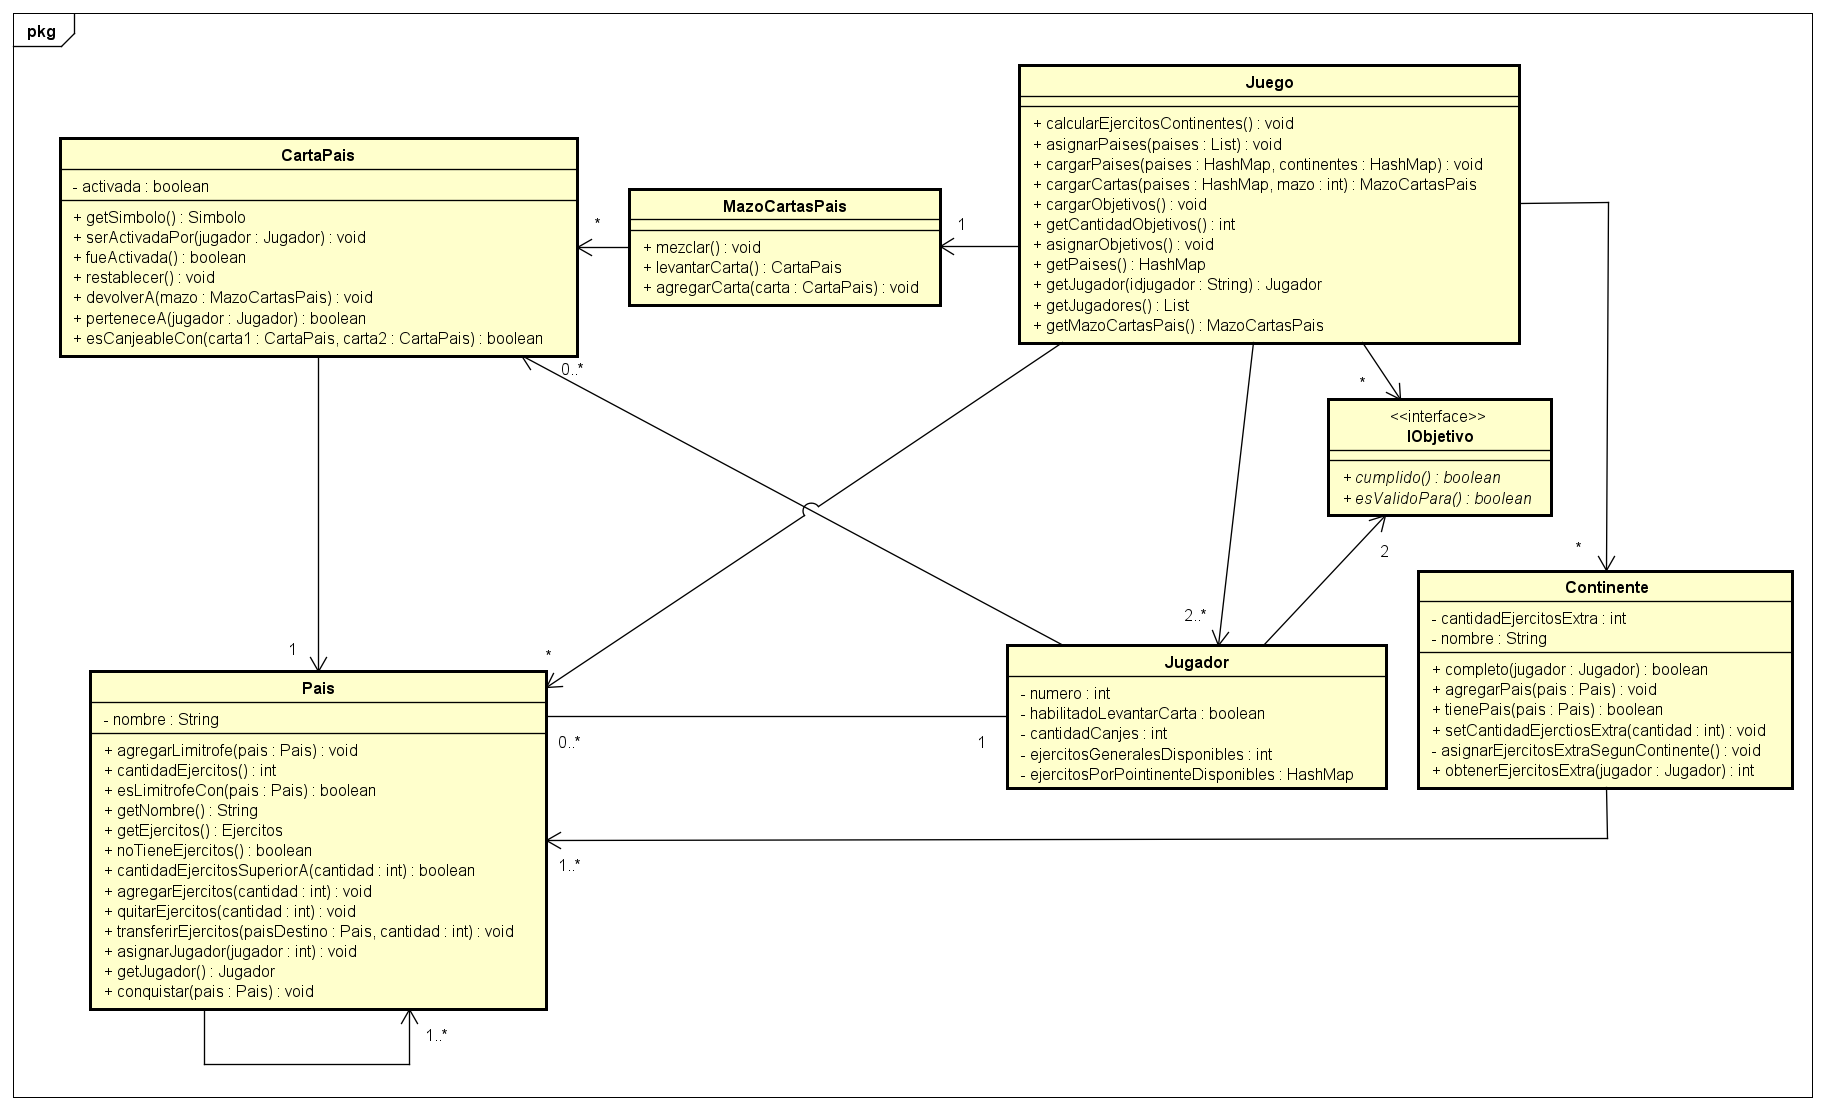 pkg
Juego
+ calcularEjercitosContinentes() : void
+ asignarPaises(paises : List) : void
+ cargarPaises(paises : HashMap, continentes : HashMap) : void
+ cargarCartas(paises : HashMap, mazo : int) : MazoCartasPais
+ cargarObjetivos() : void
+ getCantidadObjetivos() : int
+ asignarObjetivos() : void
+ getPaises() : HashMap
+ getJugador(idjugador : String) : Jugador
+ getJugadores() : List
+ getMazoCartasPais() : MazoCartasPais
CartaPais
- activada : boolean
+ getSimbolo() : Simbolo
+ serActivadaPor(jugador : Jugador) : void
+ fueActivada() : boolean
+ restablecer() : void
+ devolverA(mazo : MazoCartasPais) : void
+ perteneceA(jugador : Jugador) : boolean
+ esCanjeableCon(carta1 : CartaPais, carta2 : CartaPais) : boolean
*
MazoCartasPais
+ mezclar() : void
+ levantarCarta() : CartaPais
+ agregarCarta(carta : CartaPais) : void
1
0..*
*
<<interface>>
IObjetivo
+ cumplido() : boolean
+ esValidoPara() : boolean
2
*
Continente
- cantidadEjercitosExtra : int
- nombre : String
+ completo(jugador : Jugador) : boolean
+ agregarPais(pais : Pais) : void
+ tienePais(pais : Pais) : boolean
+ setCantidadEjerctiosExtra(cantidad : int) : void
- asignarEjercitosExtraSegunContinente() : void
+ obtenerEjercitosExtra(jugador : Jugador) : int
2..*
Jugador
- numero : int
- habilitadoLevantarCarta : boolean
- cantidadCanjes : int
- ejercitosGeneralesDisponibles : int
- ejercitosPorPointinenteDisponibles : HashMap
1
*
Pais
- nombre : String
+ agregarLimitrofe(pais : Pais) : void
+ cantidadEjercitos() : int
+ esLimitrofeCon(pais : Pais) : boolean
+ getNombre() : String
+ getEjercitos() : Ejercitos
+ noTieneEjercitos() : boolean
+ cantidadEjercitosSuperiorA(cantidad : int) : boolean
+ agregarEjercitos(cantidad : int) : void
+ quitarEjercitos(cantidad : int) : void
+ transferirEjercitos(paisDestino : Pais, cantidad : int) : void
+ asignarJugador(jugador : int) : void
+ getJugador() : Jugador
+ conquistar(pais : Pais) : void
0..*
1
1..*
1..*